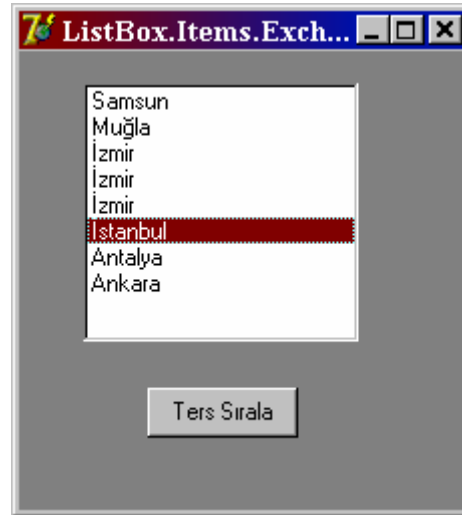 ListBox.Items.Exch...
Samsun
Muğla
İzmir
İzmir
İzmir
İstanbul
Antalya
Ankara
Ters Sırala